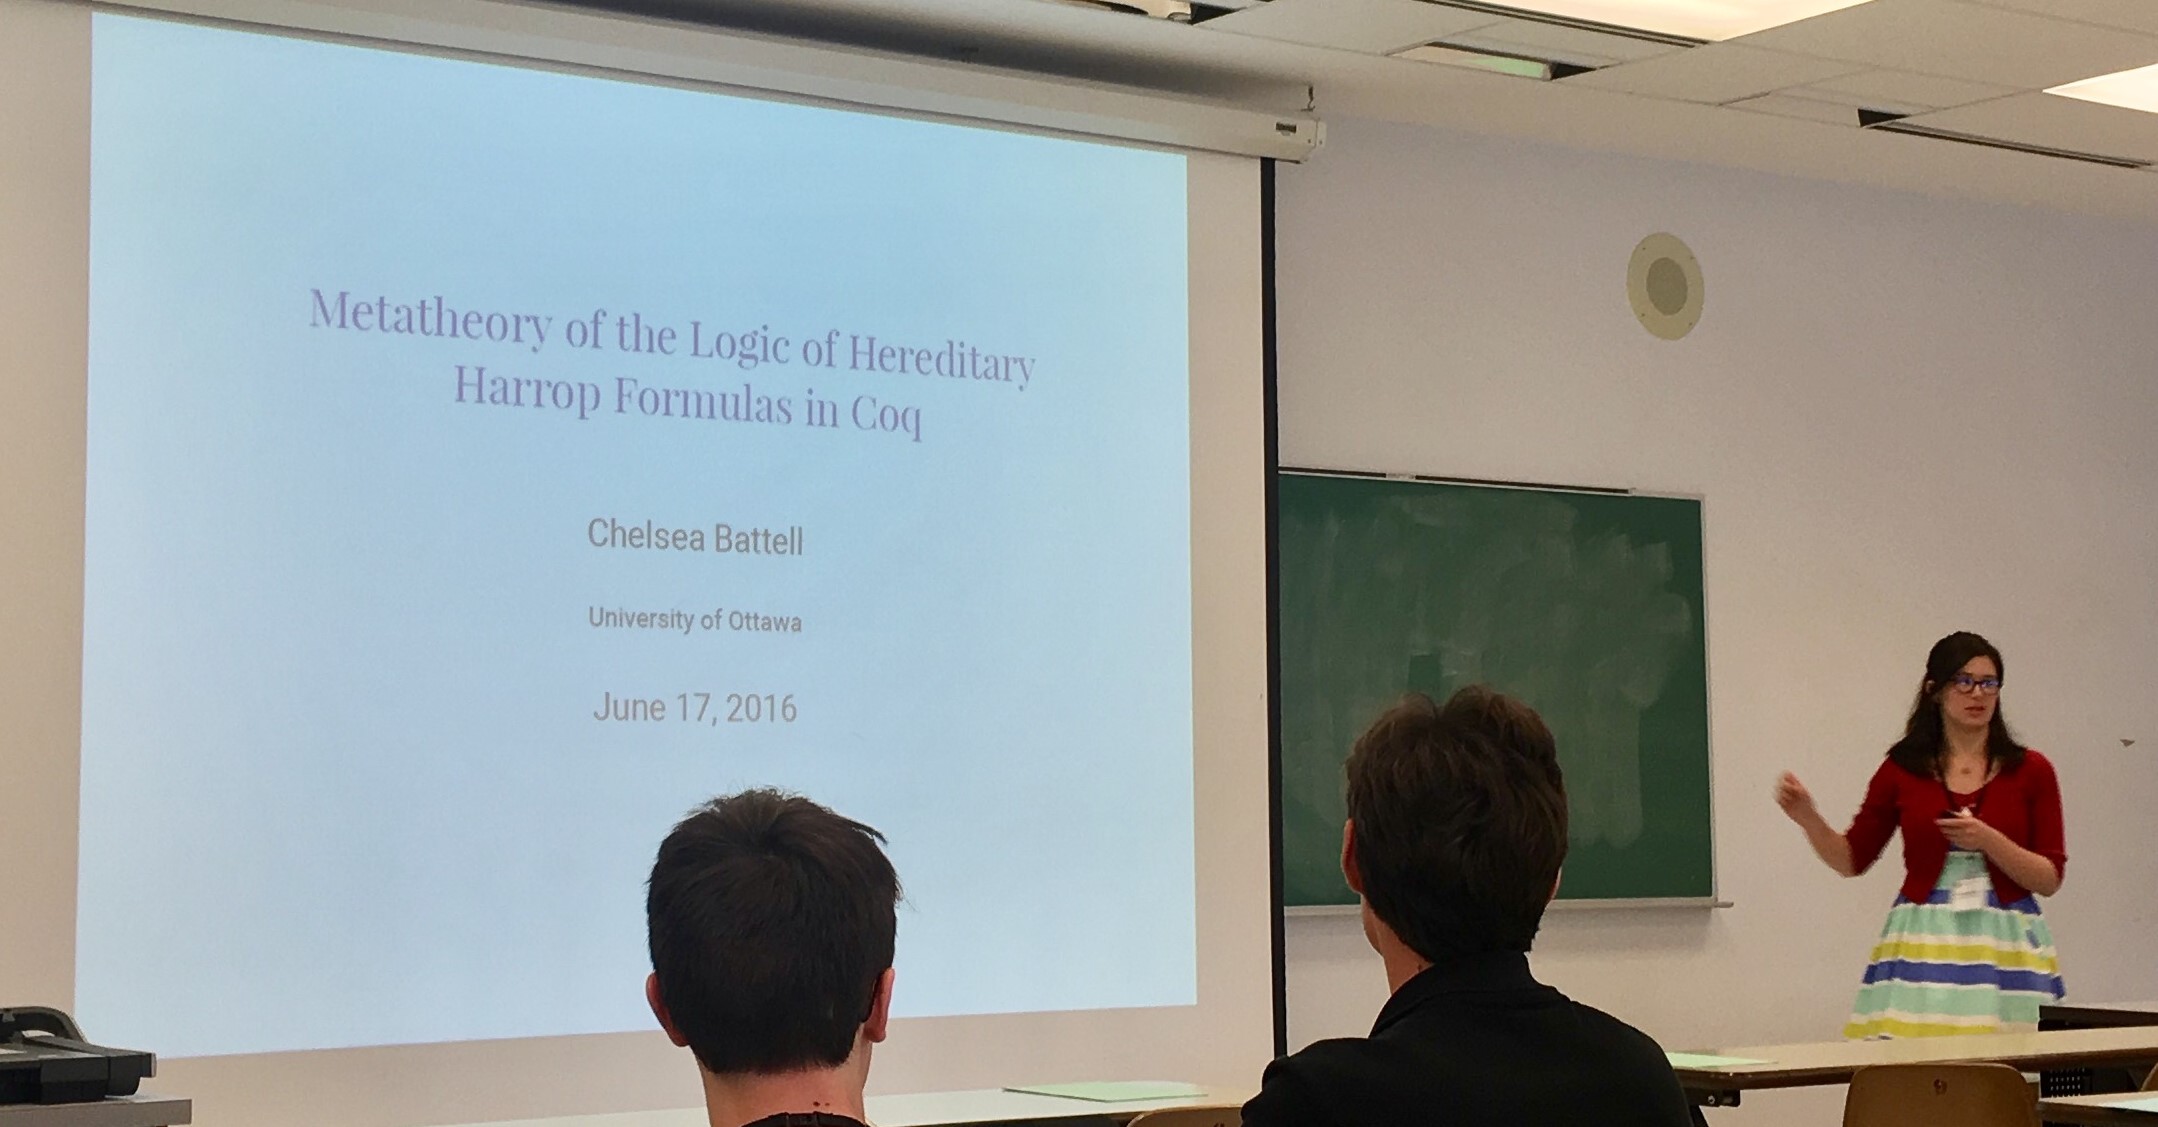 Metatheory of the Logic of Hereditary
Harrop Formulas in Coq
Chelsea Battell
University of Ottawa
June 17, 2016